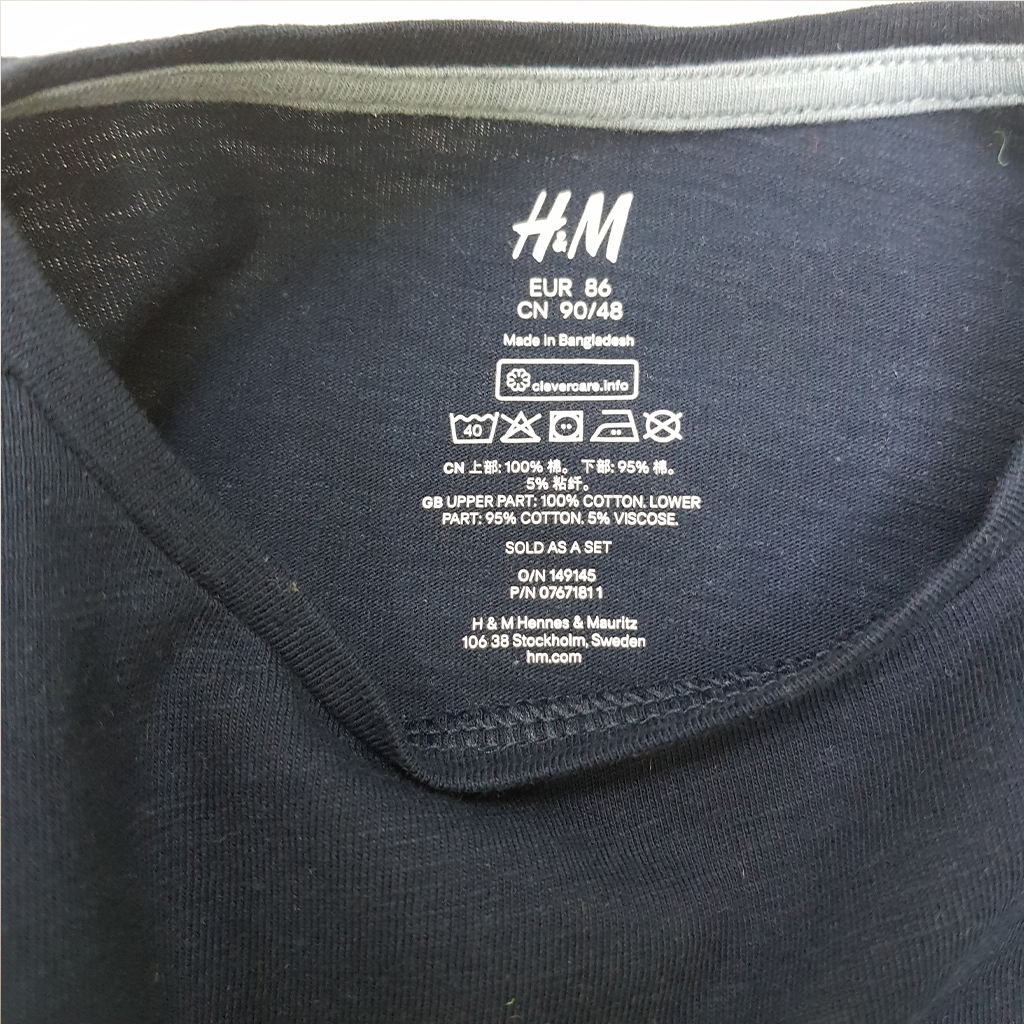 H&M
EUR 86
CN 90/48
Made in Bangladesh
clevercare.info
40
CN 上部: 100% 棉。 下部: 95% 棉。
5% 粘纤。
GB UPPER PART: 100% COTTON. LOWER
PART: 95% COTTON. 5% VISCOSE.
SOLD AS A SET
O/N 149145
P/N 07671811
H & M Hennes & Mauritz
106 38 Stockholm, Sweden
hm.com